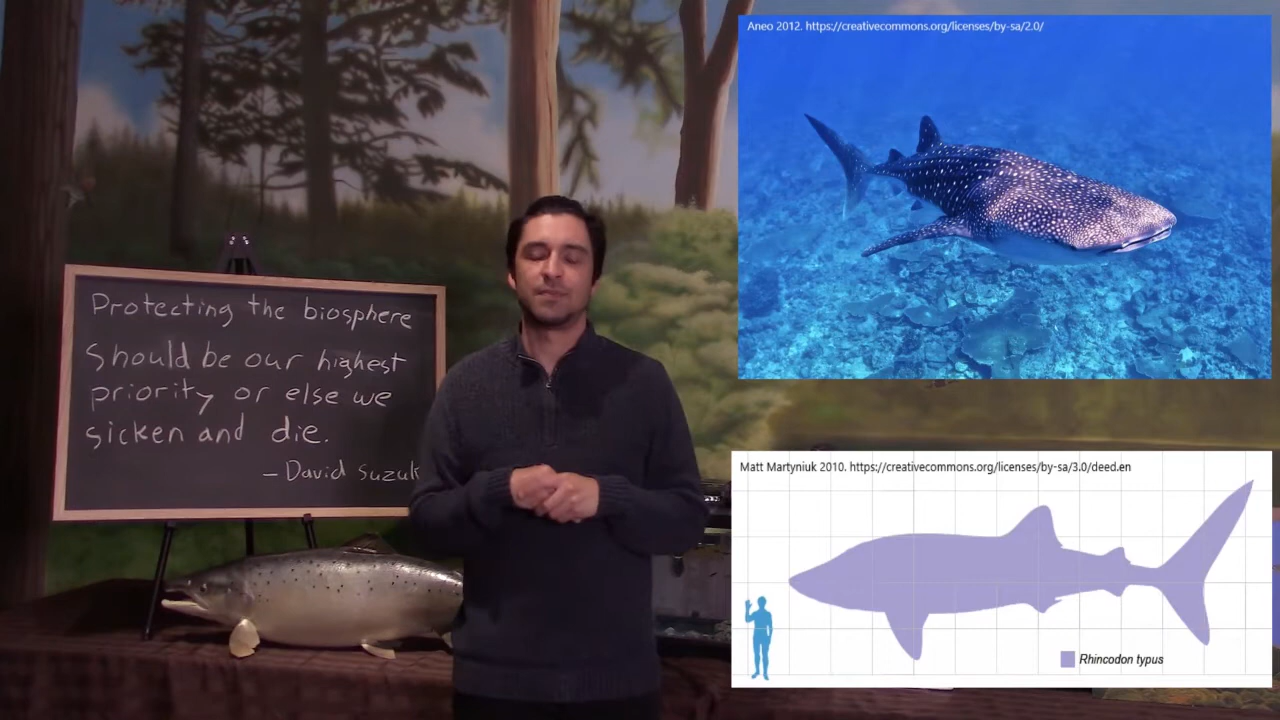 Protecting the biosphere
Should be our highest
priority or else we
sicken and die.
- David Suzuk
Aneo 2012. https://creativecommons.org/licenses/by-sa/2.0/
Matt Martyniuk 2010. https://creativecommons.org/licenses/by-sa/3.0/deed.en
Rhincodon typus